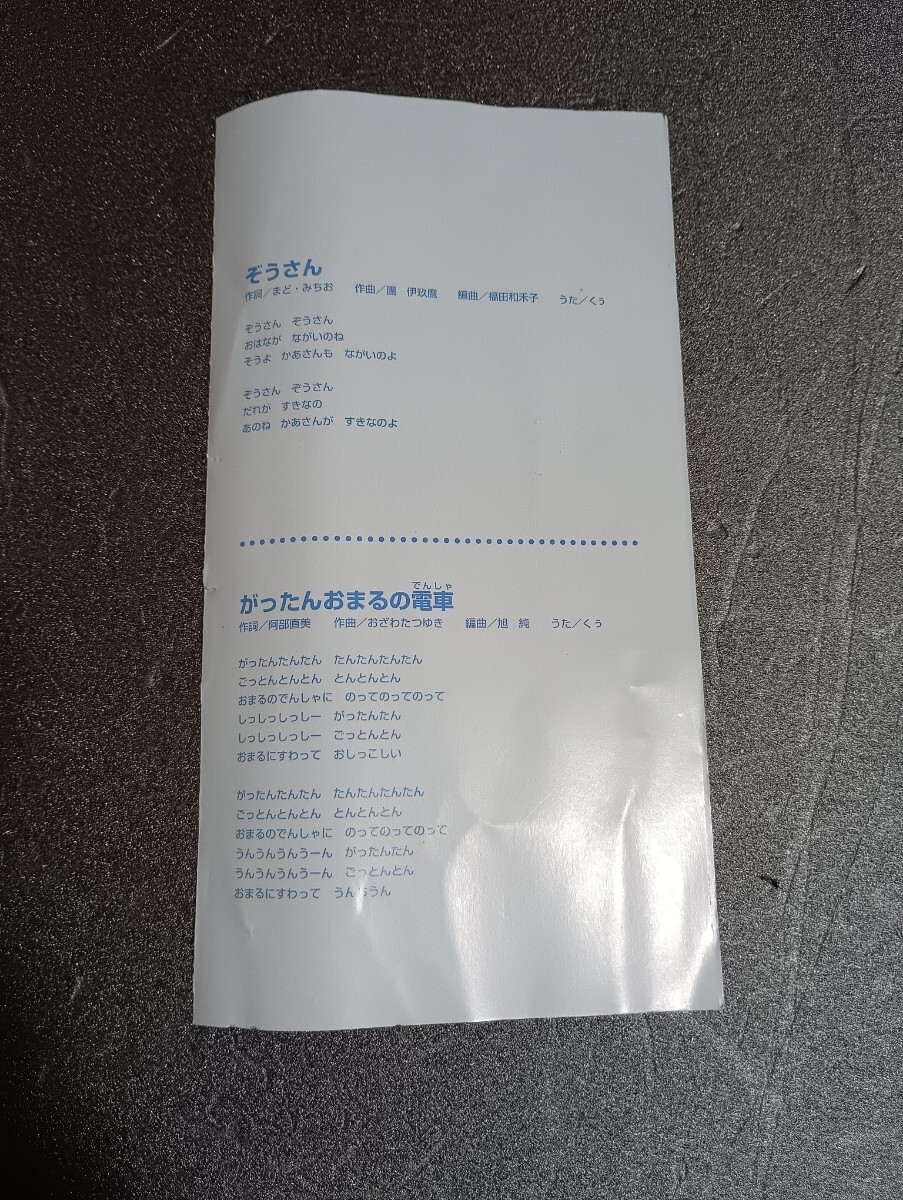 ぞうさん
作詞／まど・みちお　作曲／團　伊玖麿　編曲／福田和禾子　うた／くぅ
ぞうさん　ぞうさん
おはなが　ながいのね
そうよ　かあさんも　ながいのよ
ぞうさん　ぞうさん
だれが　すきなの
あのね　かあさんが　すきなのよ
でんしゃ
がったんおまるの電車
作詞／阿部直美　作曲／おざわたつゆき　編曲／旭　純　うた／くぅ
がったんたんたん　たんたんたんたん
ごっとんとんとん　とんとんとん
おまるのでんしゃに　のってのってのって
しっしっしっしー　がったんたん
しっしっしっしー　ごっとんとん
おまるにすわって　おしっこしい
がったんたんたん　たんたんたんたん
ごっとんとんとん　とんとんとん
おまるのでんしゃに　のってのってのって
うんうんうんうーん　がったんたん
うんうんうんうーん　ごっとんとん
おまるにすわって　うんちうん